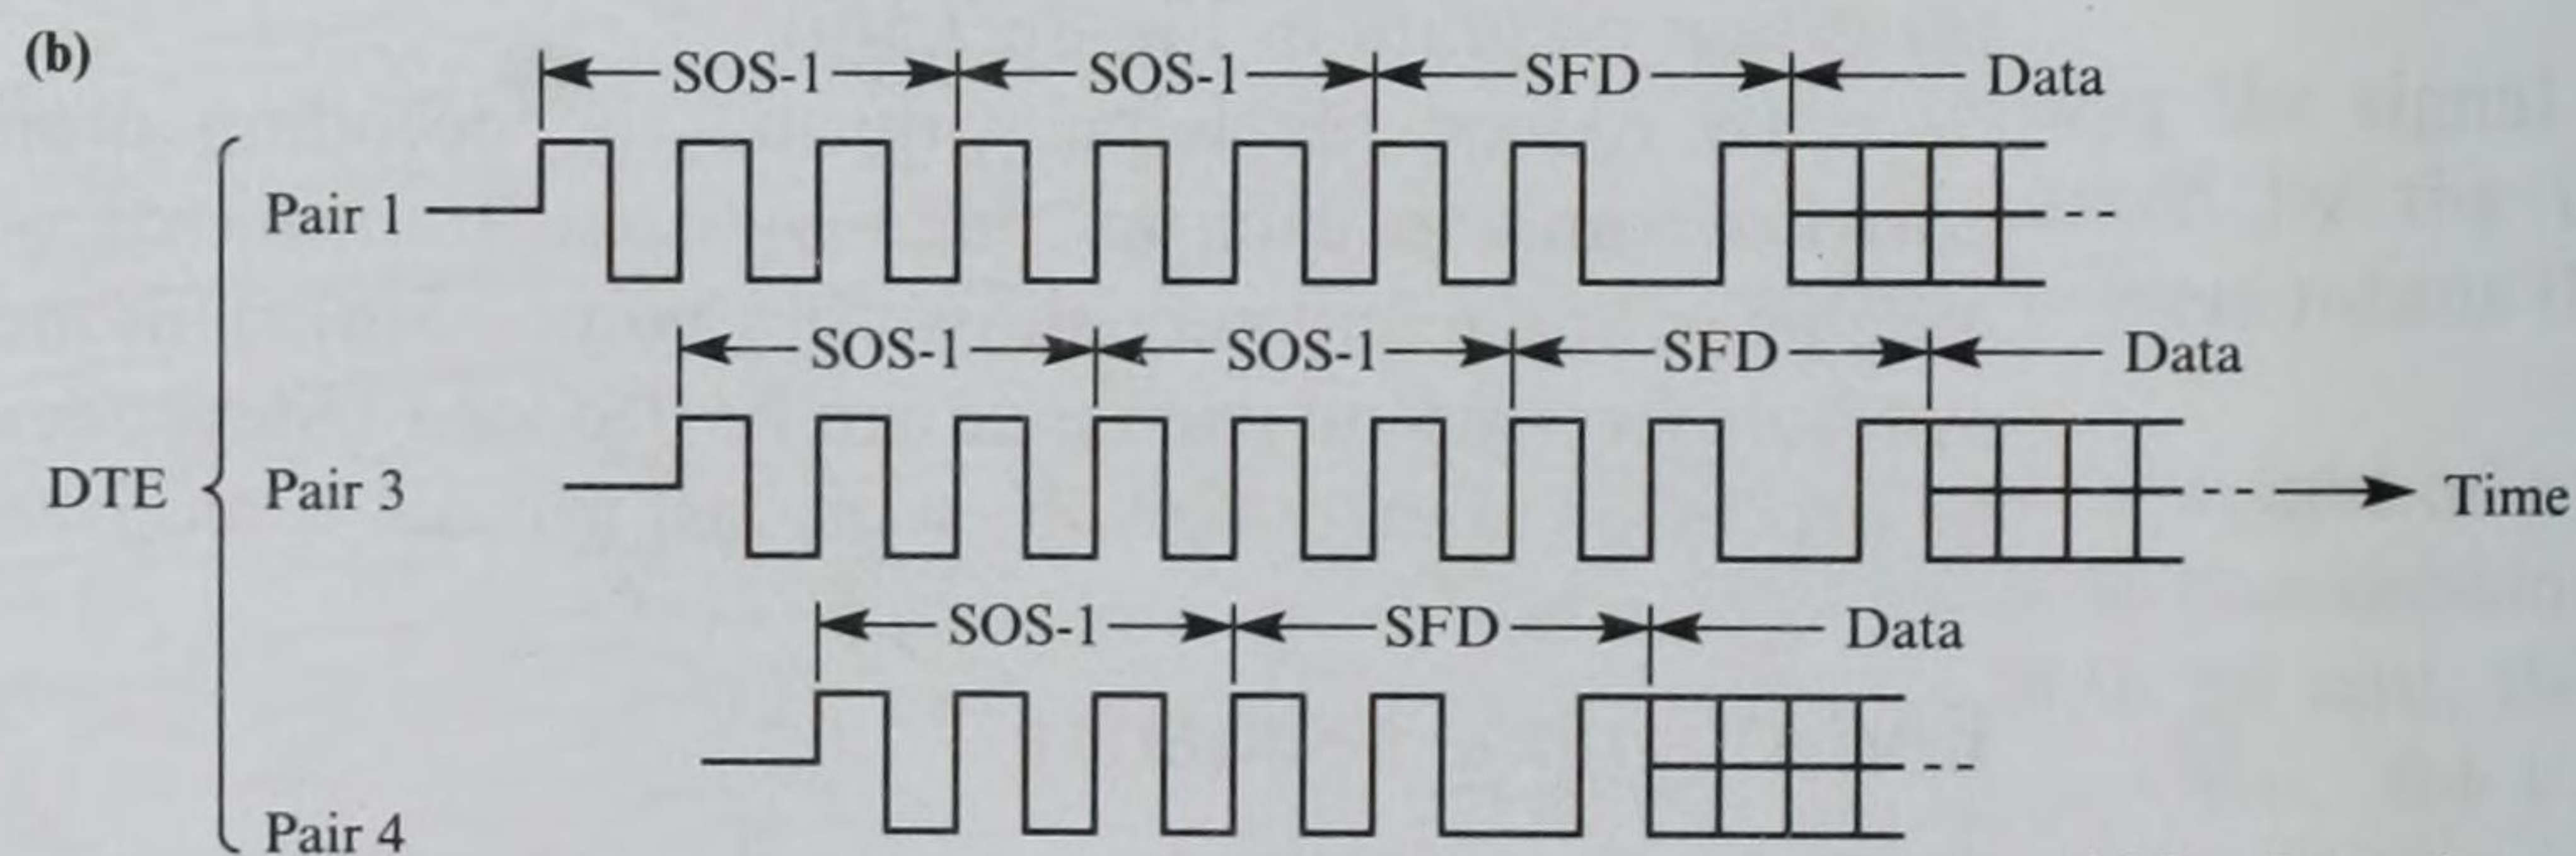 (b)
SOS-1 SOS-1 SFD Data
Pair 1
SOS-1 SOS-1 SFD Data
DTE Pair 3 Time
SOS-1 SFD Data
Pair 4